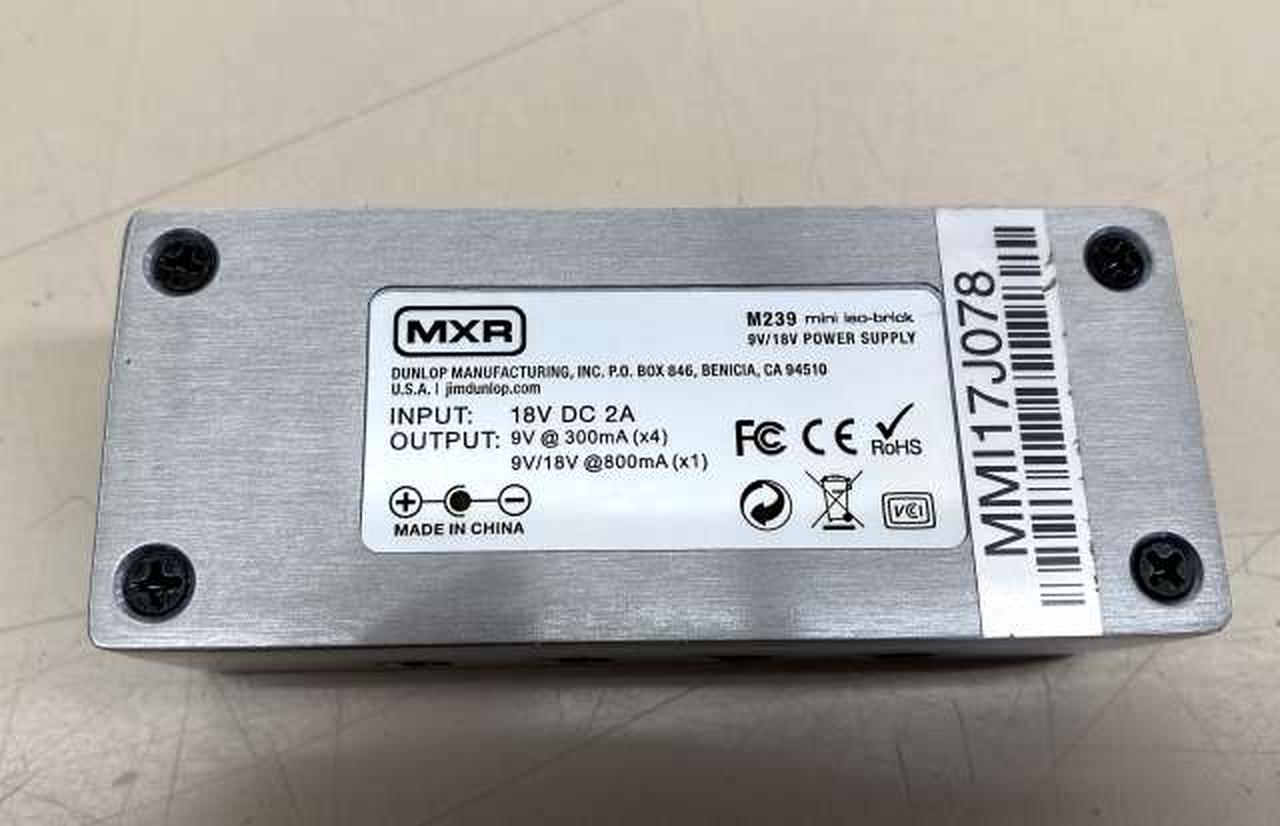 MXR
M239 mini iso-brick
9V/18V POWER SUPPLY
DUNLOP MANUFACTURING, INC. P.O. BOX 846, BENICIA, CA 94510
U.S.A. | jimdunlop.com
INPUT: 18V DC 2A
OUTPUT: 9V @ 300mA (x4)
9V/18V @800mA (x1)
FC CE RoHS
MADE IN CHINA
VCI
MMI17J078